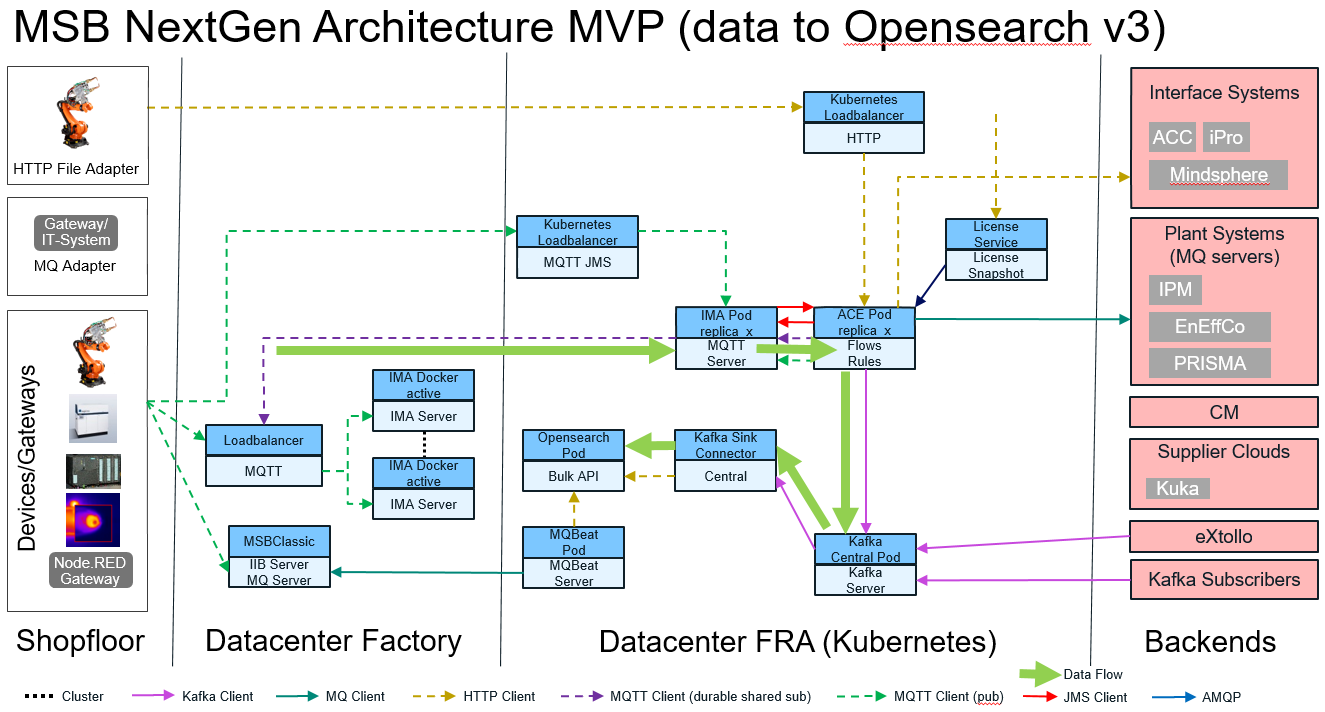 MSB NextGen Architecture MVP (data to Opensearch v3)
HTTP File Adapter
Gateway/
IT-System
MQ Adapter
Devices/Gateways
Node.RED
Gateway
Shopfloor
Loadbalancer
MQTT
IMA Docker
active
IMA Server
IMA Docker
active
IMA Server
MSBClassic
IIB Server
MQ Server
Datacenter Factory
Kubernetes
Loadbalancer
HTTP
Kubernetes
Loadbalancer
MQTT JMS
License
Service
License
Snapshot
IMA Pod
replica_x
MQTT
Server
ACE Pod
replica_x
Flows
Rules
Opensearch
Pod
Bulk API
Kafka Sink
Connector
Central
MQBeat
Pod
MQBeat
Server
Kafka
Central Pod
Kafka
Server
Datacenter FRA (Kubernetes)
Interface Systems
ACC
iPro
Mindsphere
Plant Systems
(MQ servers)
IPM
EnEffCo
PRISMA
CM
Supplier Clouds
Kuka
eXtollo
Kafka Subscribers
Backends
Data Flow
Cluster
Kafka Client
MQ Client
HTTP Client
MQTT Client (durable shared sub)
MQTT Client (pub)
JMS Client
AMQP